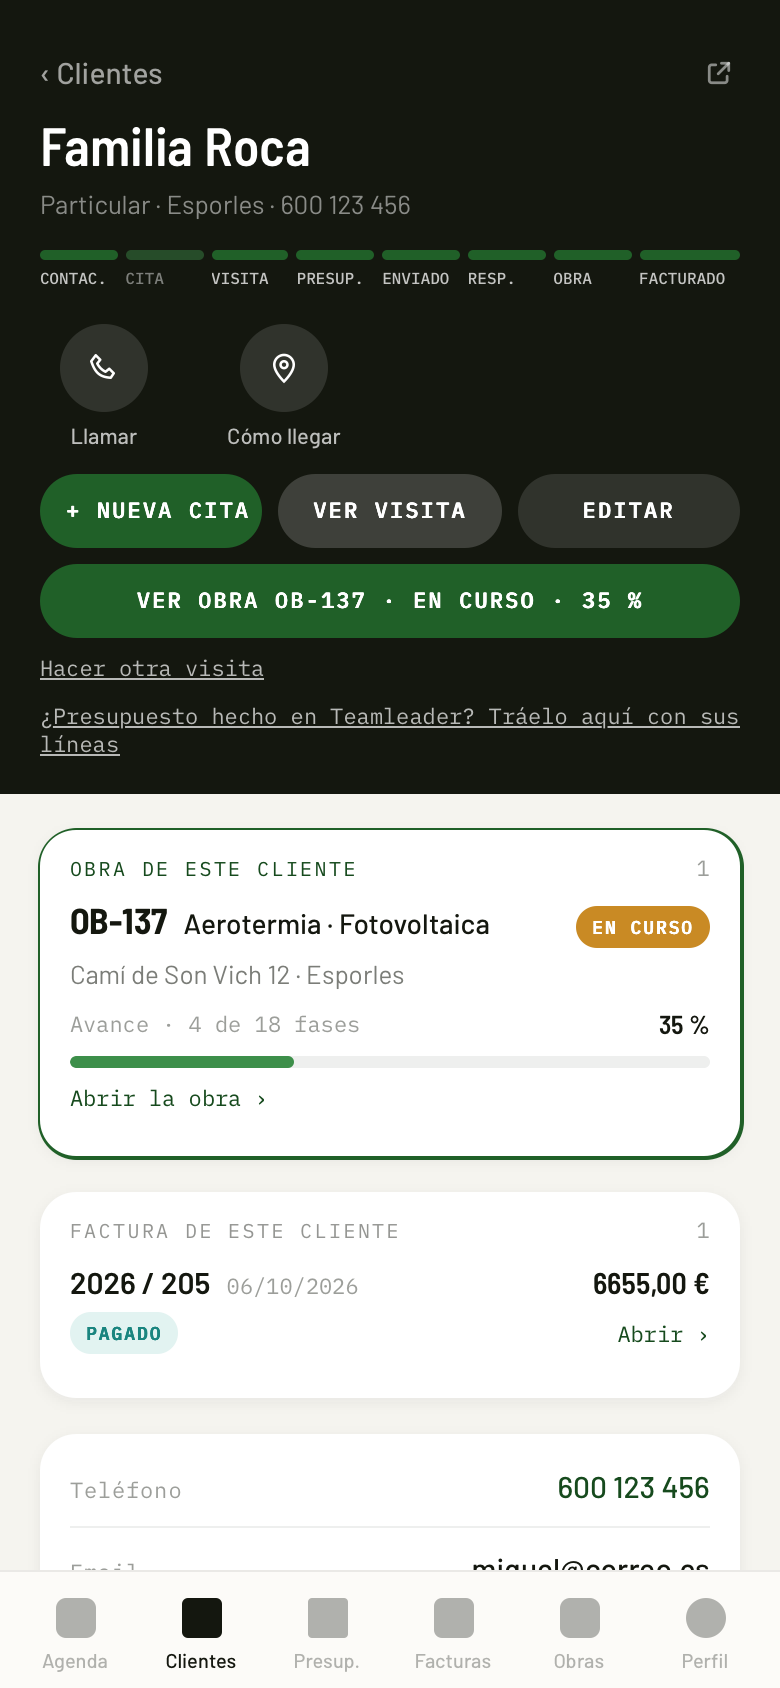 ‹ Clientes
Familia Roca
Particular · Esporles · 600 123 456
CONTAC. CITA VISITA PRESUP. ENVIADO RESP. OBRA FACTURADO
Llamar Cómo llegar
+ NUEVA CITA VER VISITA EDITAR
VER OBRA OB-137 · EN CURSO · 35 %
Hacer otra visita
¿Presupuesto hecho en Teamleader? Tráelo aquí con sus
líneas
OBRA DE ESTE CLIENTE 1
OB-137 Aerotermia · Fotovoltaica EN CURSO
Camí de Son Vich 12 · Esporles
Avance · 4 de 18 fases 35 %
Abrir la obra ›
FACTURA DE ESTE CLIENTE 1
2026 / 205 06/10/2026 6655,00 €
PAGADO Abrir ›
Teléfono 600 123 456
Email miguel@correo.es
Agenda Clientes Presup. Facturas Obras Perfil